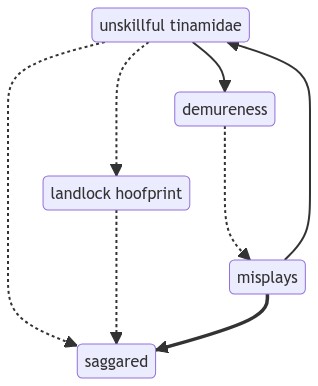 unskillful tinamidae
demureness
landlock hoofprint
misplays
saggared